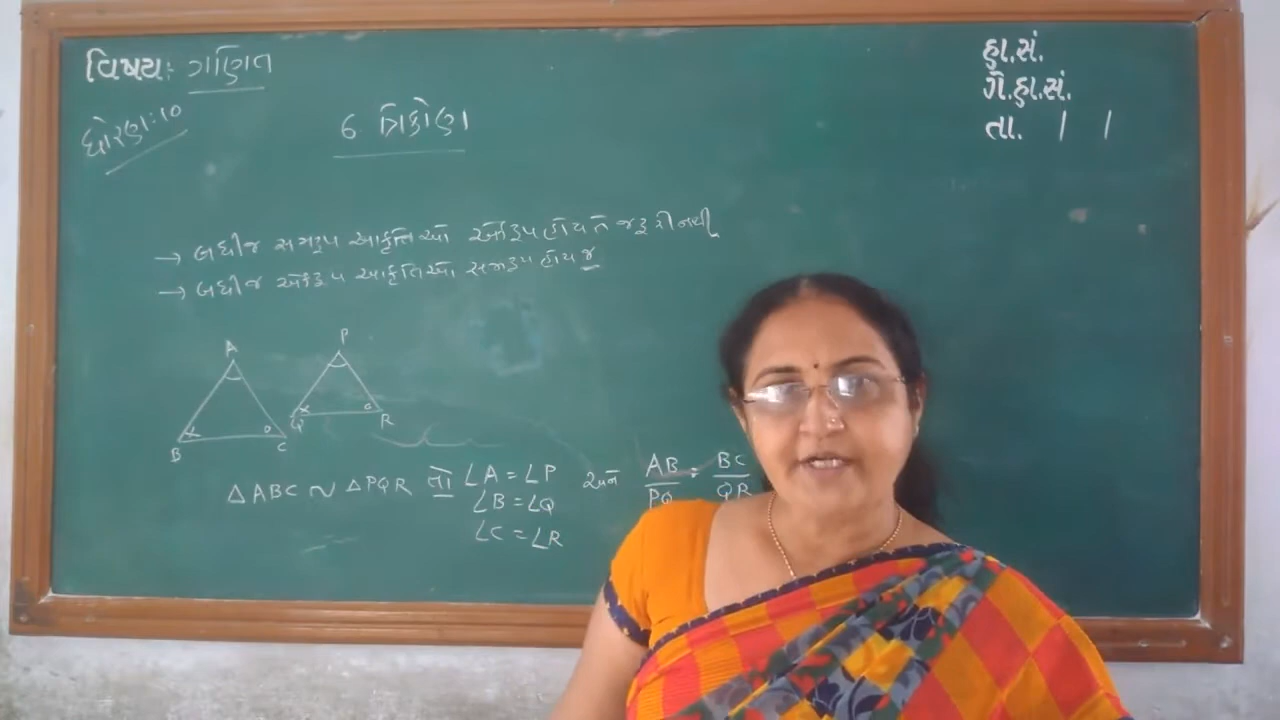 વિષય: ગણિત
ધોરણ:૧૦
હા.સં.
ગે.હા.સં.
તા. / /
6 ત્રિકોણ
→ બધીજ સમરૂપ આકૃતિઓ એકરૂપ હોય તે જરૂરી નથી
→ બધીજ એકરૂપ આકૃતિઓ સમરૂપ હોય જ
A
P
B
C
Q
R
△ABC ~ △PQR તો ∠A = ∠P અને AB/PQ = BC/QR
∠B = ∠Q
∠C = ∠R